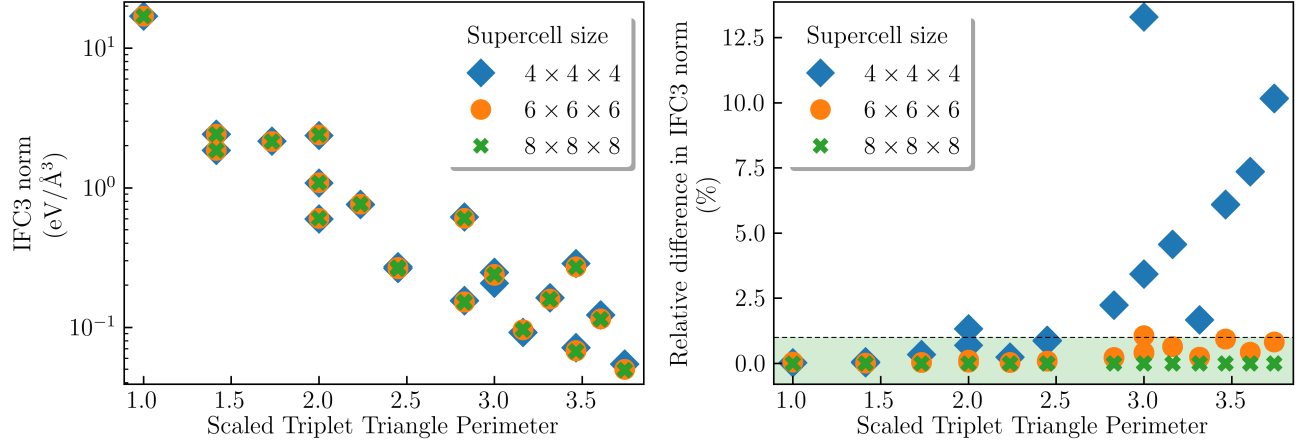 IFC3 norm
(eV/Å³)
10¹
10⁰
10⁻¹
Supercell size
4 × 4 × 4
6 × 6 × 6
8 × 8 × 8
1.0 1.5 2.0 2.5 3.0 3.5
Scaled Triplet Triangle Perimeter
Relative difference in IFC3 norm
(%)
12.5
10.0
7.5
5.0
2.5
0.0
Supercell size
4 × 4 × 4
6 × 6 × 6
8 × 8 × 8
1.0 1.5 2.0 2.5 3.0 3.5
Scaled Triplet Triangle Perimeter